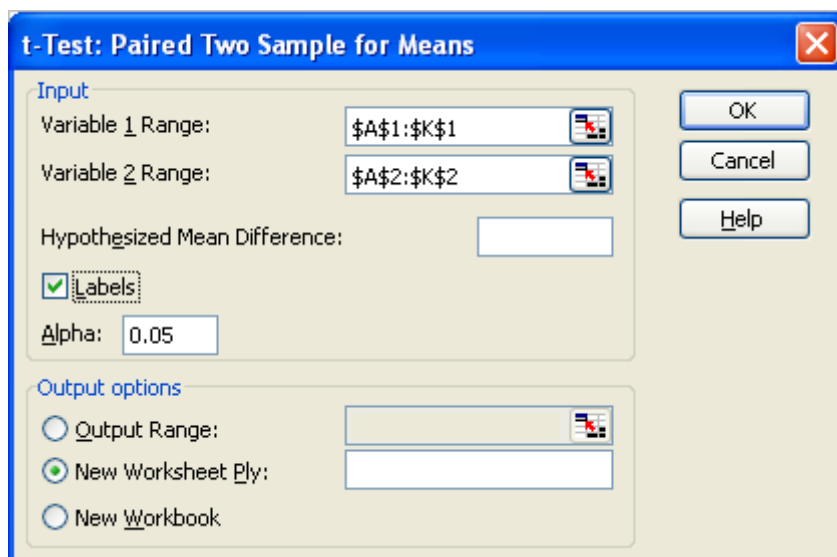 t-Test: Paired Two Sample for Means
Input
Variable 1 Range: $A$1:$K$1
Variable 2 Range: $A$2:$K$2
Hypothesized Mean Difference:
Labels
Alpha: 0.05
OK
Cancel
Help
Output options
Output Range:
New Worksheet Ply:
New Workbook